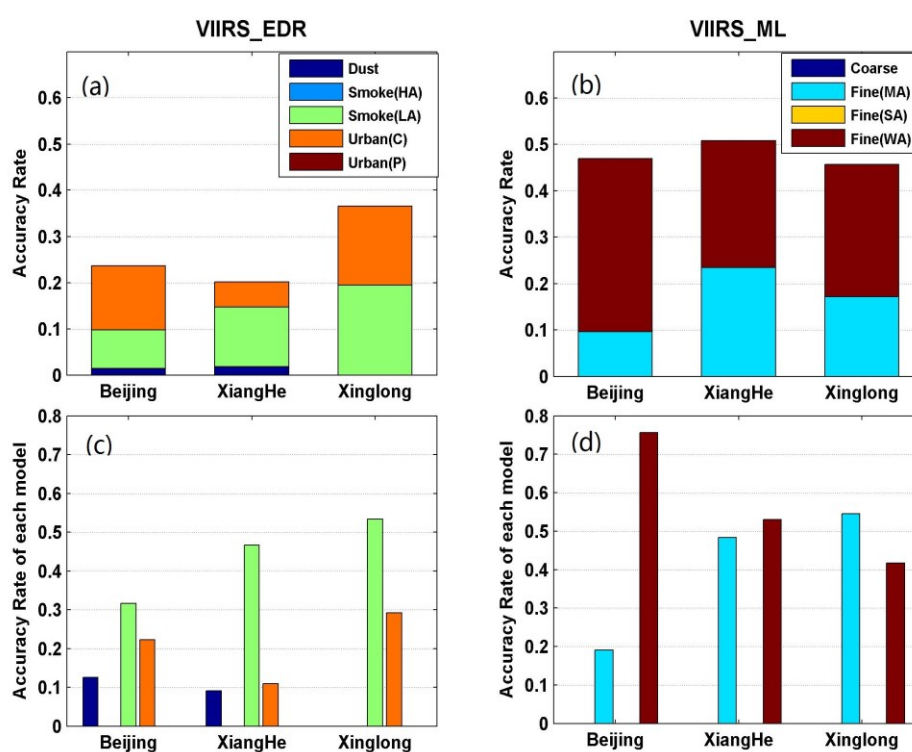 VIIRS_EDR
VIIRS_ML
(a)
Dust
Smoke(HA)
Smoke(LA)
Urban(C)
Urban(P)
Accuracy Rate
0.6
0.5
0.4
0.3
0.2
0.1
0
Beijing XiangHe Xinglong
(b)
Coarse
Fine(MA)
Fine(SA)
Fine(WA)
Accuracy Rate
0.6
0.5
0.4
0.3
0.2
0.1
0
Beijing XiangHe Xinglong
(c)
Accuracy Rate of each model
0.8
0.7
0.6
0.5
0.4
0.3
0.2
0.1
0
Beijing XiangHe Xinglong
(d)
Accuracy Rate of each model
0.8
0.7
0.6
0.5
0.4
0.3
0.2
0.1
0
Beijing XiangHe Xinglong